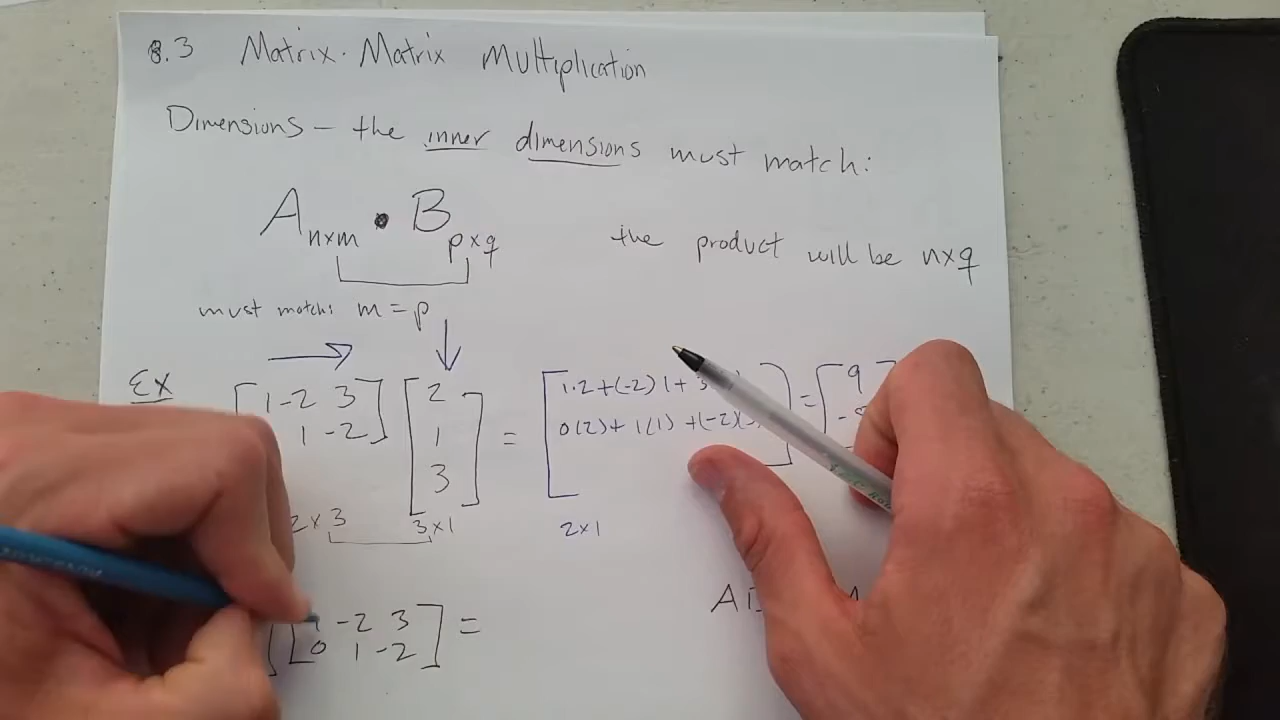 8.3 Matrix · Matrix Multiplication
Dimensions – the inner dimensions must match:
A n×m • B p×q
the product will be n×q
must match: m = p
Ex
[1 -2 3 [2 = [1·2+(-2)1+3 = [9
1 -2] 1 0(2)+ 1(1) +(-2)(
3]
2×3 3×1 2×1
[1 -2 3 =
0 1 -2]